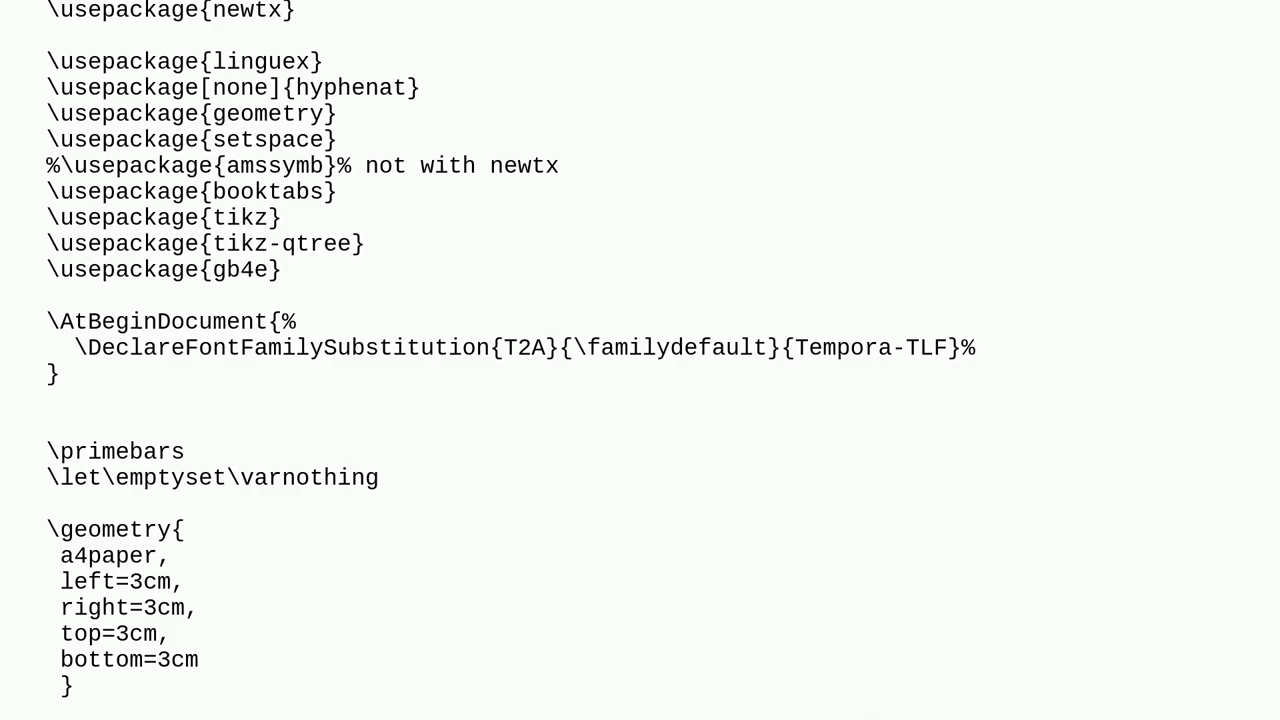 \usepackage{newtx}
\usepackage{linguex}
\usepackage[none]{hyphenat}
\usepackage{geometry}
\usepackage{setspace}
%\usepackage{amssymb}% not with newtx
\usepackage{booktabs}
\usepackage{tikz}
\usepackage{tikz-qtree}
\usepackage{gb4e}
\AtBeginDocument{%
  \DeclareFontFamilySubstitution{T2A}{\familydefault}{Tempora-TLF}%
}
\primebars
\let\emptyset\varnothing
\geometry{
 a4paper,
 left=3cm,
 right=3cm,
 top=3cm,
 bottom=3cm
 }